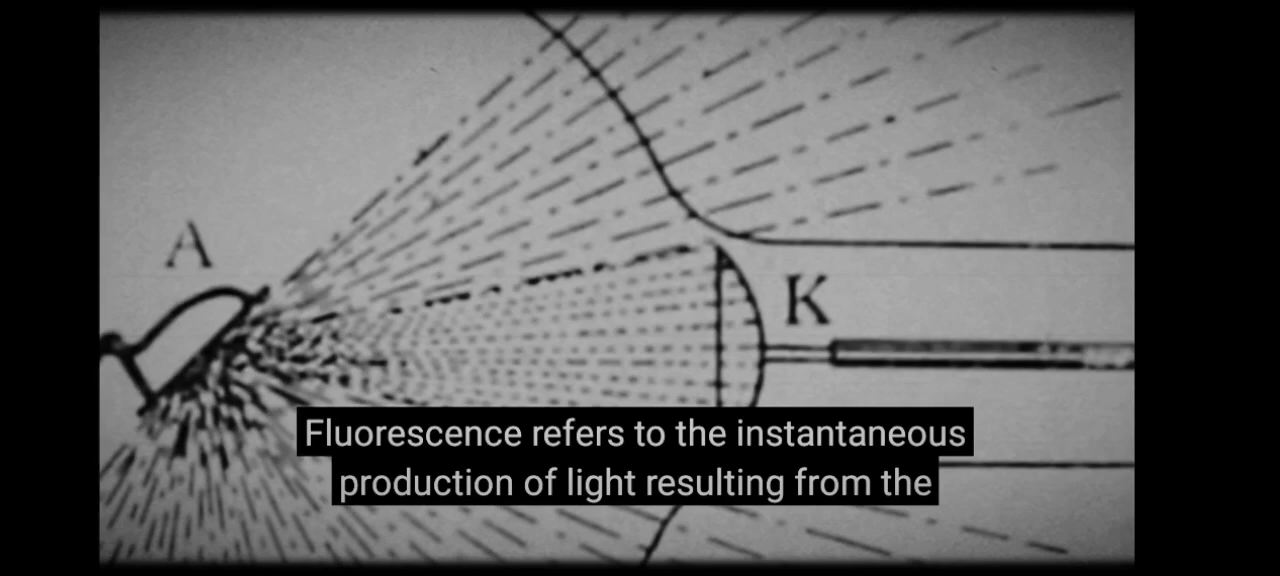 A
K
Fluorescence refers to the instantaneous
production of light resulting from the